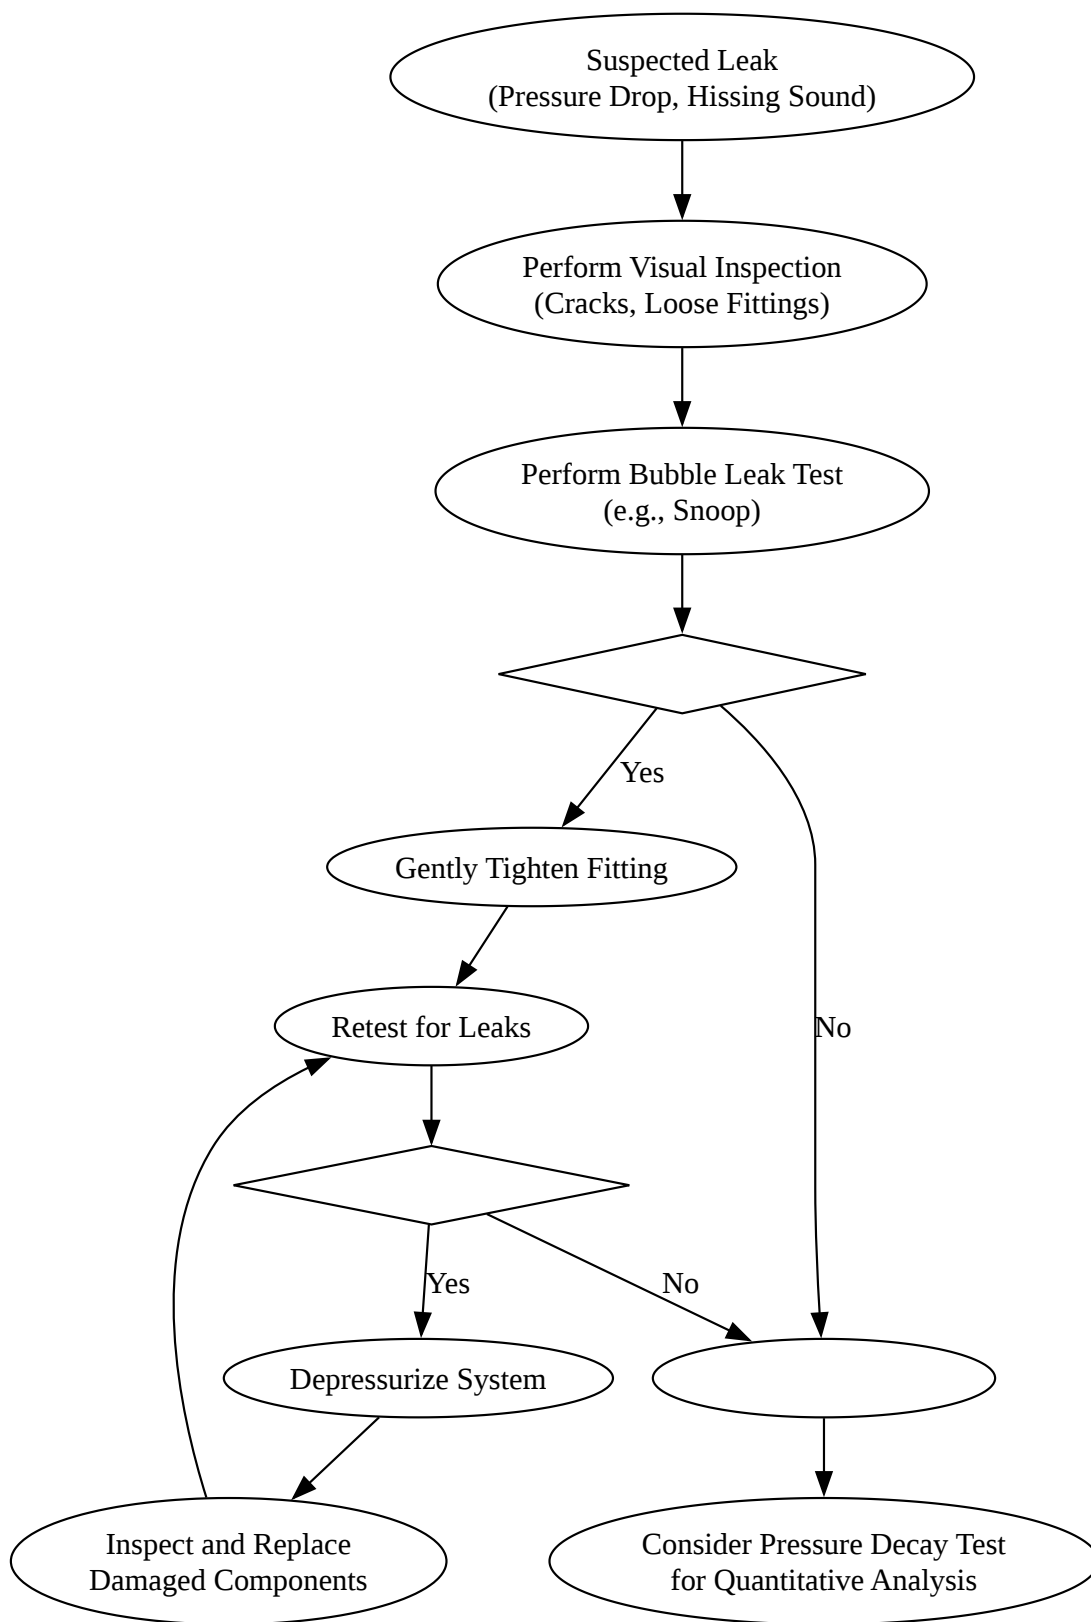 Suspected Leak
(Pressure Drop, Hissing Sound)
Perform Visual Inspection
(Cracks, Loose Fittings)
Perform Bubble Leak Test
(e.g., Snoop)
Yes
Gently Tighten Fitting
Retest for Leaks
No
Yes
No
Depressurize System
Inspect and Replace
Damaged Components
Consider Pressure Decay Test
for Quantitative Analysis